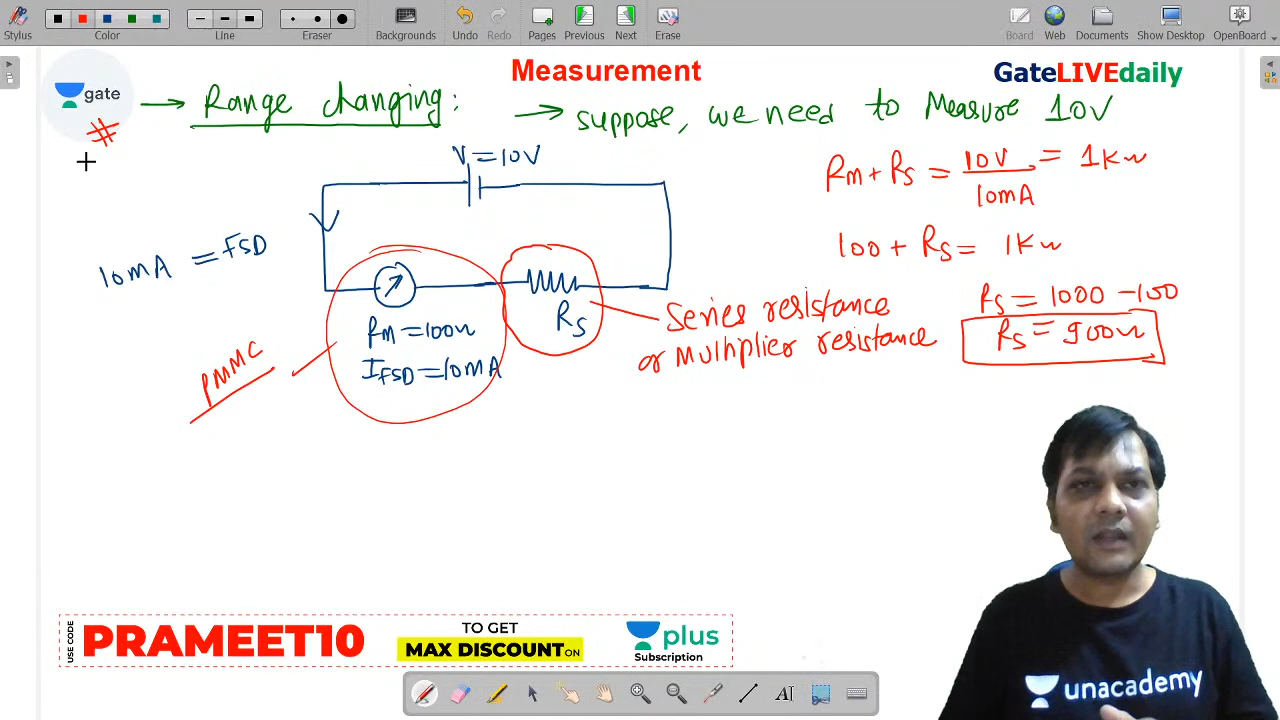 Stylus
Color
Line
Eraser
Backgrounds
Undo
Redo
Pages
Previous
Next
Erase
Board
Web
Documents
Show Desktop
OpenBoard
Measurement
GateLIVEdaily
gate
→ Range changing :
→ suppose, we need to Measure 10V
#
V = 10V
Rm + Rs = 10V / 10mA = 1Kω
10mA = FSD
100 + Rs = 1Kω
Rs = 1000 - 100
Rs = 900ω
Rm = 100ω
IFSD = 10mA
Rs
Series resistance
or Multiplier resistance
PMMC
USE CODE
PRAMEET10
TO GET
MAX DISCOUNT ON
plus
Subscription
unacademy